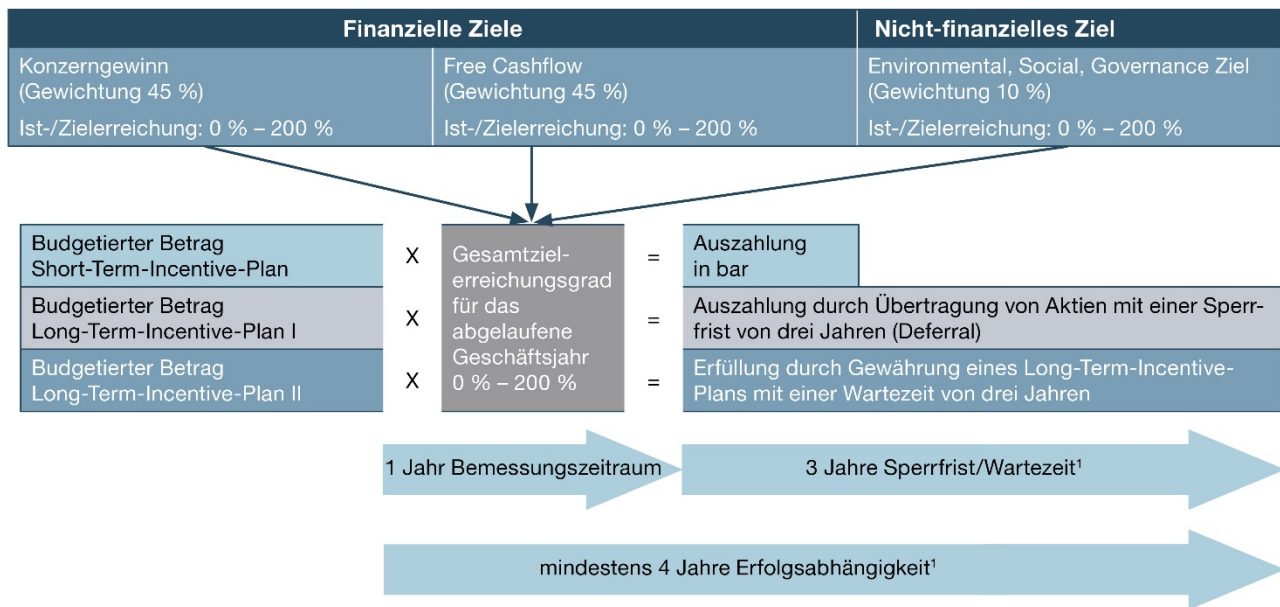 Finanzielle Ziele
Nicht-finanzielles Ziel
Konzerngewinn
(Gewichtung 45 %)
Ist-/Zielerreichung: 0 % – 200 %
Free Cashflow
(Gewichtung 45 %)
Ist-/Zielerreichung: 0 % – 200 %
Environmental, Social, Governance Ziel
(Gewichtung 10 %)
Ist-/Zielerreichung: 0 % – 200 %
Budgetierter Betrag
Short-Term-Incentive-Plan
X
Gesamtziel-
erreichungsgrad
für das
abgelaufene
Geschäftsjahr
0 % – 200 %
=
Auszahlung
in bar
Budgetierter Betrag
Long-Term-Incentive-Plan I
X
=
Auszahlung durch Übertragung von Aktien mit einer Sperr-
frist von drei Jahren (Deferral)
Budgetierter Betrag
Long-Term-Incentive-Plan II
X
=
Erfüllung durch Gewährung eines Long-Term-Incentive-
Plans mit einer Wartezeit von drei Jahren
1 Jahr Bemessungszeitraum
3 Jahre Sperrfrist/Wartezeit¹
mindestens 4 Jahre Erfolgsabhängigkeit¹